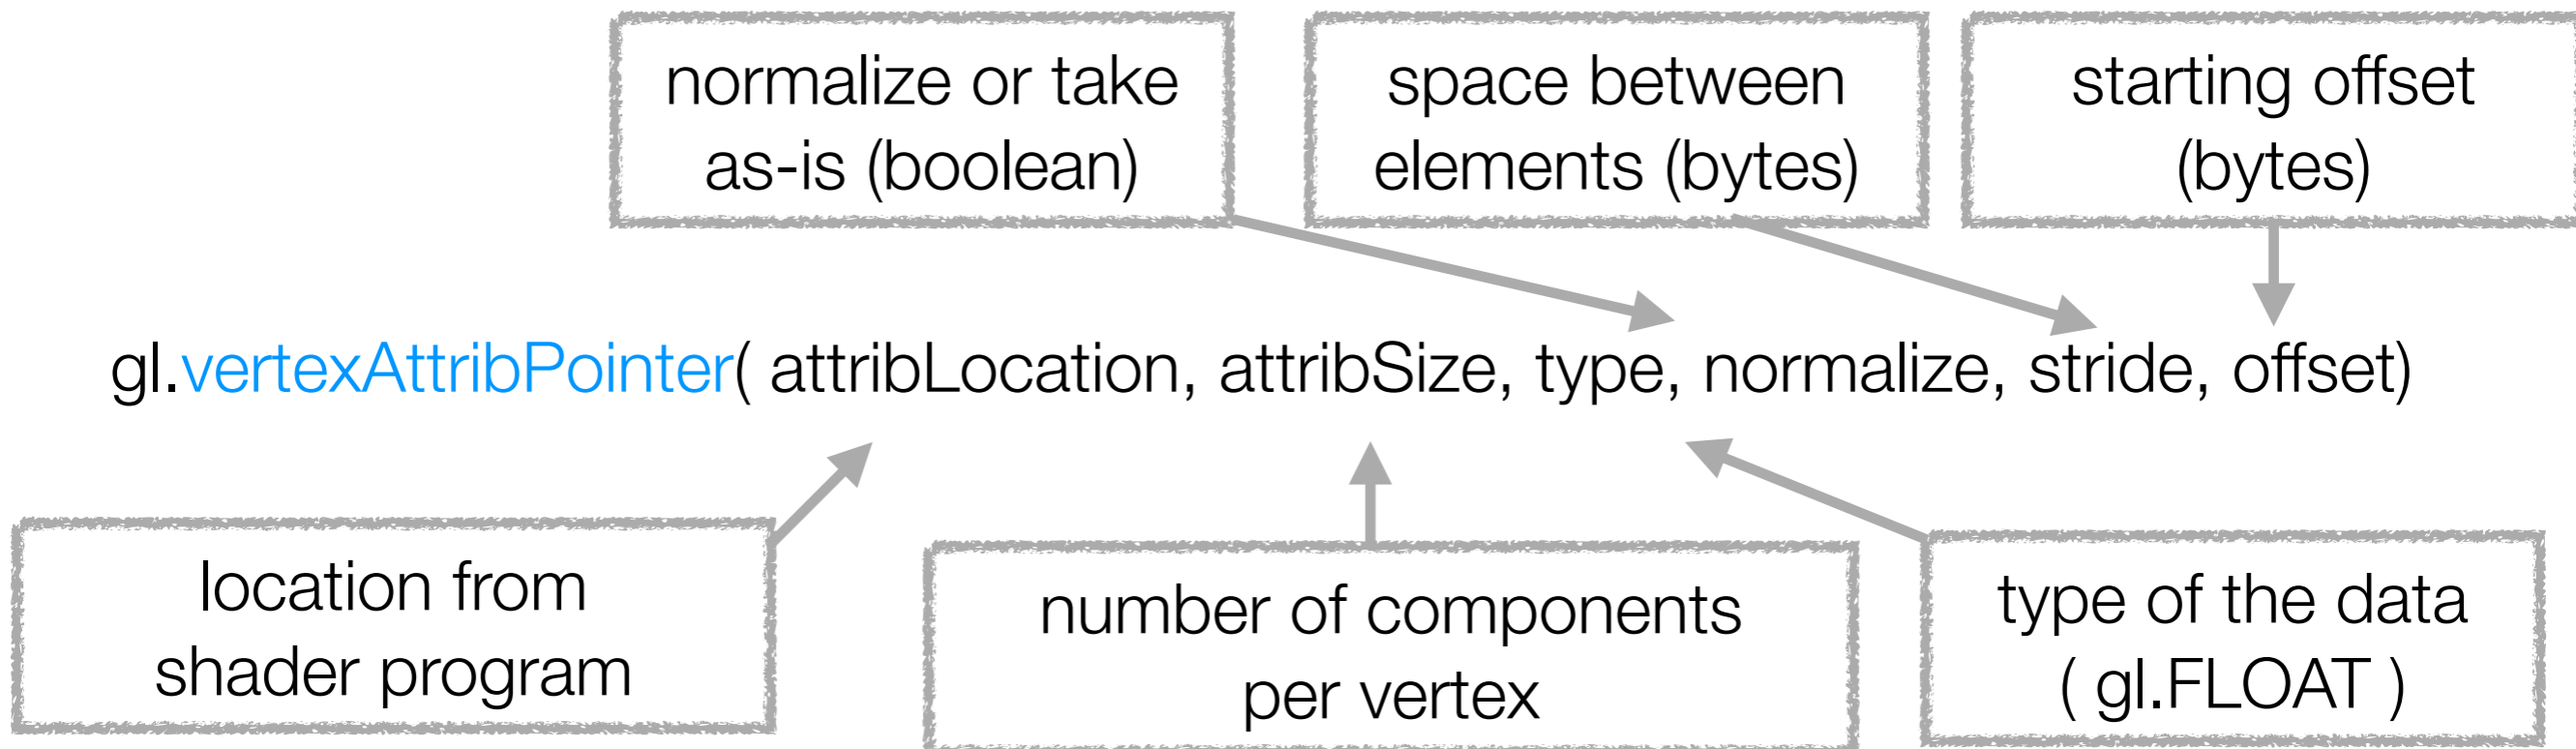 normalize or take
as-is (boolean)
space between
elements (bytes)
starting offset
(bytes)
gl.vertexAttribPointer( attribLocation, attribSize, type, normalize, stride, offset)
location from
shader program
number of components
per vertex
type of the data
( gl.FLOAT )